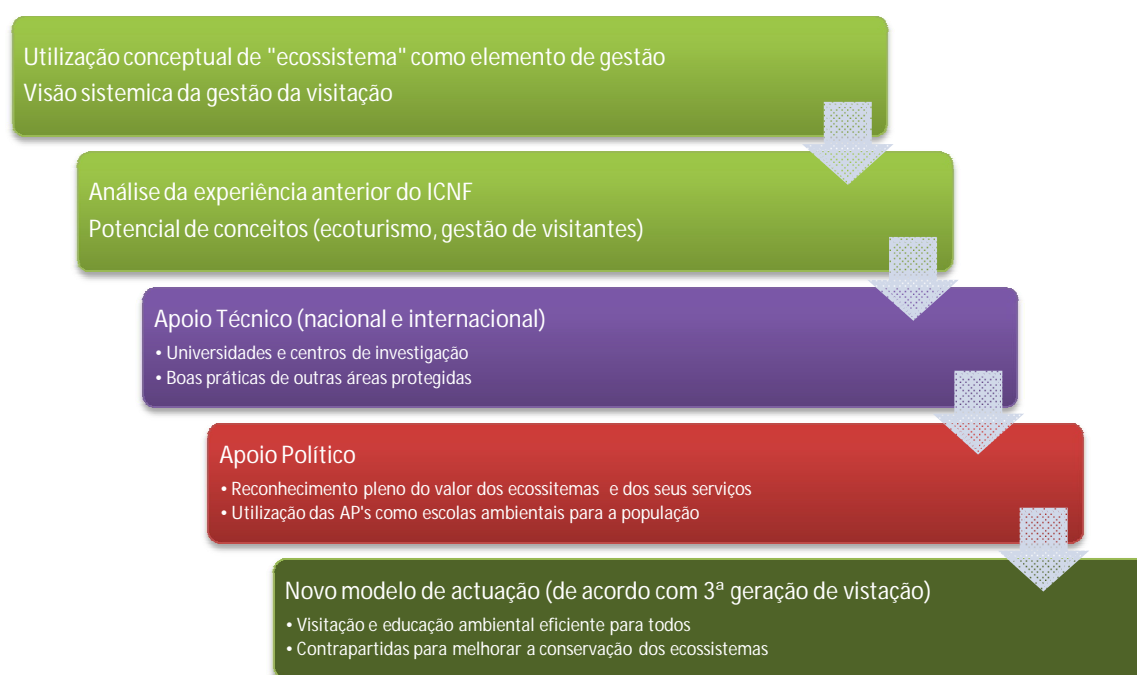 Utilização conceptual de "ecossistema" como elemento de gestão
Visão sistemica da gestão da visitação
Análise da experiência anterior do ICNF
Potencial de conceitos (ecoturismo, gestão de visitantes)
Apoio Técnico (nacional e internacional)
• Universidades e centros de investigação
• Boas práticas de outras áreas protegidas
Apoio Político
• Reconhecimento pleno do valor dos ecossitemas e dos seus serviços
• Utilização das AP's como escolas ambientais para a população
Novo modelo de actuação (de acordo com 3ª geração de vistação)
• Visitação e educação ambiental eficiente para todos
• Contrapartidas para melhorar a conservação dos ecossistemas